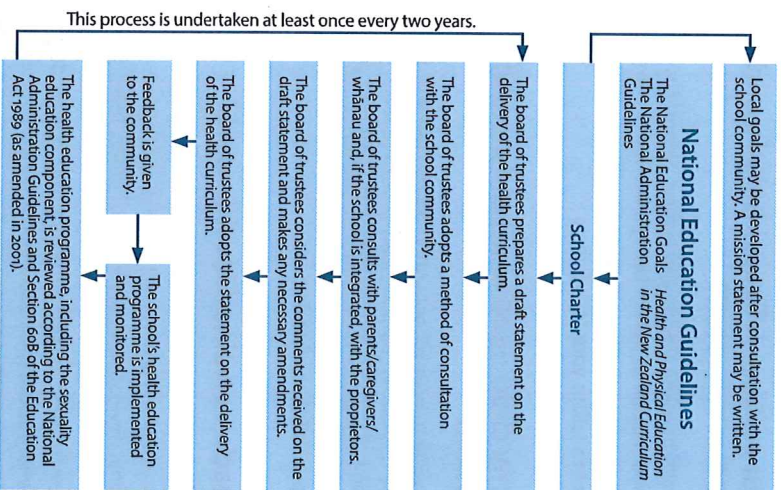 Local goals may be developed after consultation with the
school community. A mission statement may be written.
National Education Guidelines
The National Education Goals
The National Administration
Guidelines
Health and Physical Education
in the New Zealand Curriculum
School Charter
The board of trustees prepares a draft statement on the
delivery of the health curriculum.
The board of trustees adopts a method of consultation
with the school community.
The board of trustees consults with parents/caregivers/
whānau and, if the school is integrated, with the proprietors.
The board of trustees considers the comments received on the
draft statement and makes any necessary amendments.
The board of trustees adopts the statement on the delivery
of the health curriculum.
Feedback is given
to the community.
The school's health education
programme is implemented
and monitored.
The health education programme, including the sexuality
education component, is reviewed according to the National
Administration Guidelines and Section 60B of the Education
Act 1989 (as amended in 2001).
This process is undertaken at least once every two years.